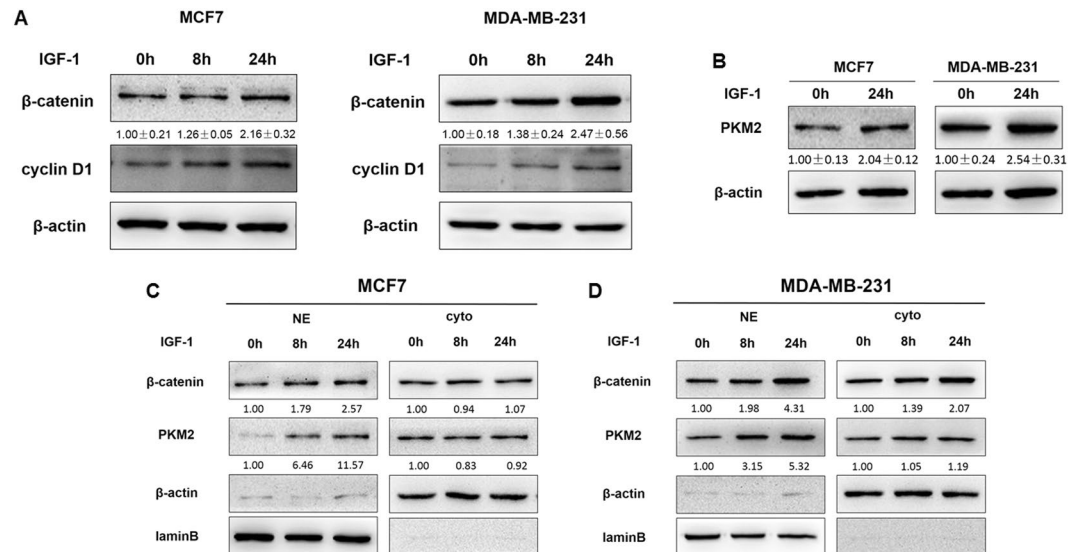 A
MCF7
MDA-MB-231
IGF-1 0h 8h 24h
IGF-1 0h 8h 24h
β-catenin
β-catenin
1.00±0.21 1.26±0.05 2.16±0.32
1.00±0.18 1.38±0.24 2.47±0.56
cyclin D1
cyclin D1
β-actin
β-actin
B
MCF7 MDA-MB-231
IGF-1 0h 24h 0h 24h
PKM2
1.00±0.13 2.04±0.12 1.00±0.24 2.54±0.31
β-actin
C
MCF7
NE cyto
IGF-1 0h 8h 24h 0h 8h 24h
β-catenin
1.00 1.79 2.57 1.00 0.94 1.07
PKM2
1.00 6.46 11.57 1.00 0.83 0.92
β-actin
laminB
D
MDA-MB-231
NE cyto
IGF-1 0h 8h 24h 0h 8h 24h
β-catenin
1.00 1.98 4.31 1.00 1.39 2.07
PKM2
1.00 3.15 5.32 1.00 1.05 1.19
β-actin
laminB